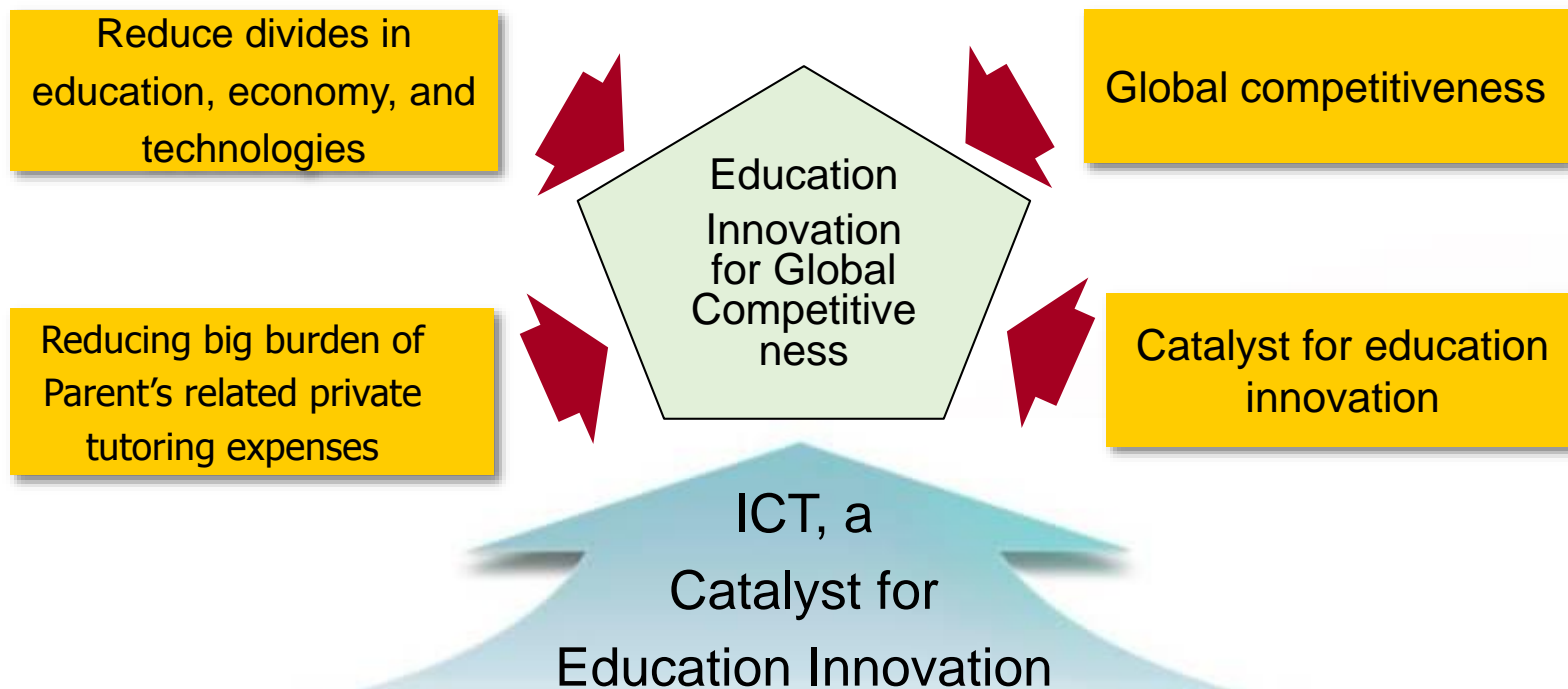 Reduce divides in
education, economy, and
technologies
Global competitiveness
Education
Innovation
for Global
Competitive
ness
Reducing big burden of
Parent’s related private
tutoring expenses
Catalyst for education
innovation
ICT, a
Catalyst for
Education Innovation